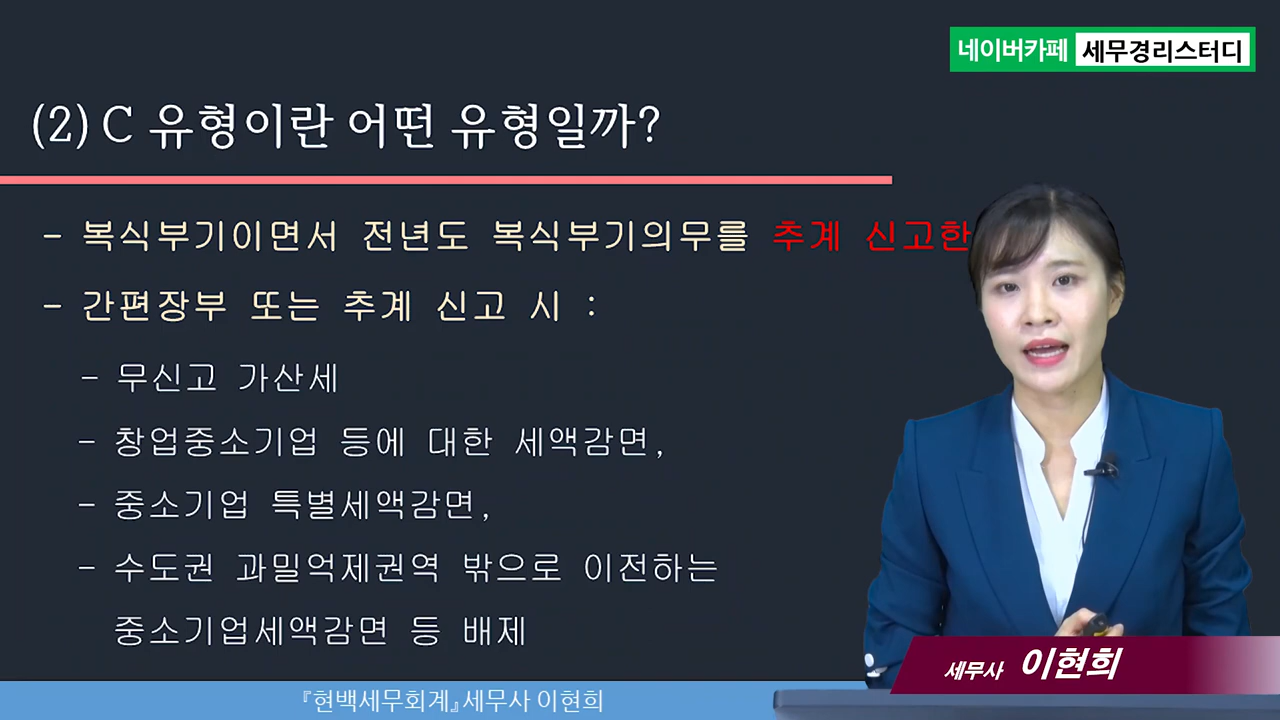 네이버카페 세무경리스터디
(2) C 유형이란 어떤 유형일까?
- 복식부기이면서 전년도 복식부기의무를 추계 신고한
- 간편장부 또는 추계 신고 시 :
- 무신고 가산세
- 창업중소기업 등에 대한 세액감면,
- 중소기업 특별세액감면,
- 수도권 과밀억제권역 밖으로 이전하는
중소기업세액감면 등 배제
세무사 이현희
『현백세무회계』세무사 이현희